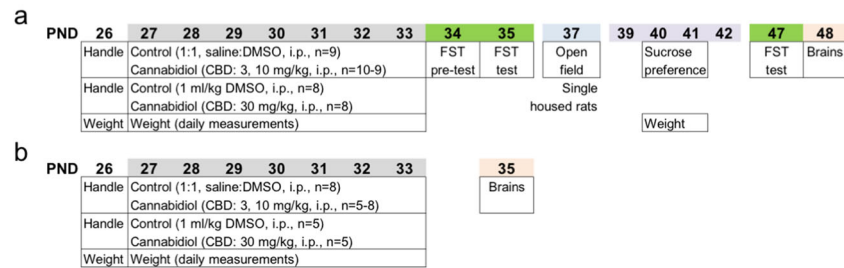 a
PND 26 27 28 29 30 31 32 33 34 35 37 39 40 41 42 47 48
Handle Control (1:1, saline:DMSO, i.p., n=9) FST FST Open Sucrose FST Brains
Cannabidiol (CBD: 3, 10 mg/kg, i.p., n=10-9) pre-test test field preference test
Handle Control (1 ml/kg DMSO, i.p., n=8) Single
Cannabidiol (CBD: 30 mg/kg, i.p., n=8) housed rats
Weight Weight (daily measurements) Weight
b
PND 26 27 28 29 30 31 32 33 35
Handle Control (1:1, saline:DMSO, i.p., n=8) Brains
Cannabidiol (CBD: 3, 10 mg/kg, i.p., n=5-8)
Handle Control (1 ml/kg DMSO, i.p., n=5)
Cannabidiol (CBD: 30 mg/kg, i.p., n=5)
Weight Weight (daily measurements)